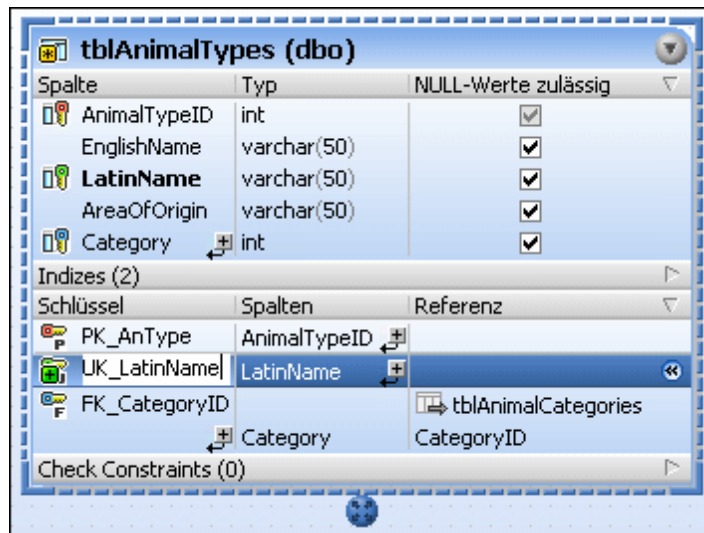 tblAnimalTypes (dbo)
Spalte Typ NULL-Werte zulässig
AnimalTypeID int
EnglishName varchar(50)
LatinName varchar(50)
AreaOfOrigin varchar(50)
Category int
Indizes (2)
Schlüssel Spalten Referenz
P PK_AnType AnimalTypeID
UK_LatinName LatinName
F FK_CategoryID tblAnimalCategories
Category CategoryID
Check Constraints (0)